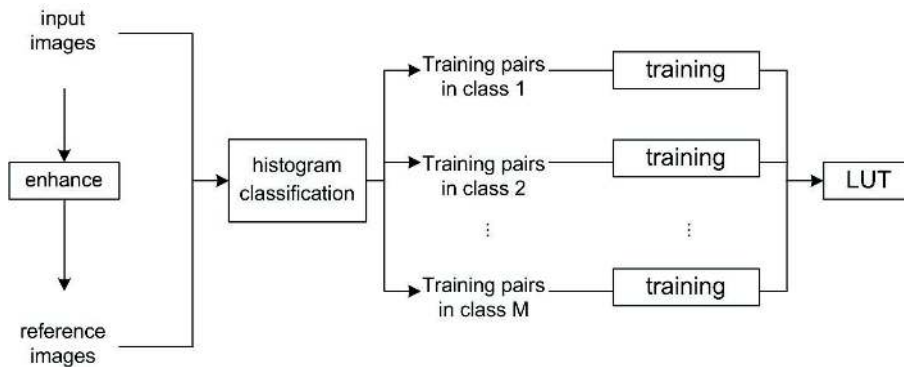 input
images
enhance
reference
images
histogram
classification
Training pairs
in class 1
training
Training pairs
in class 2
training
⋮
⋮
Training pairs
in class M
training
LUT